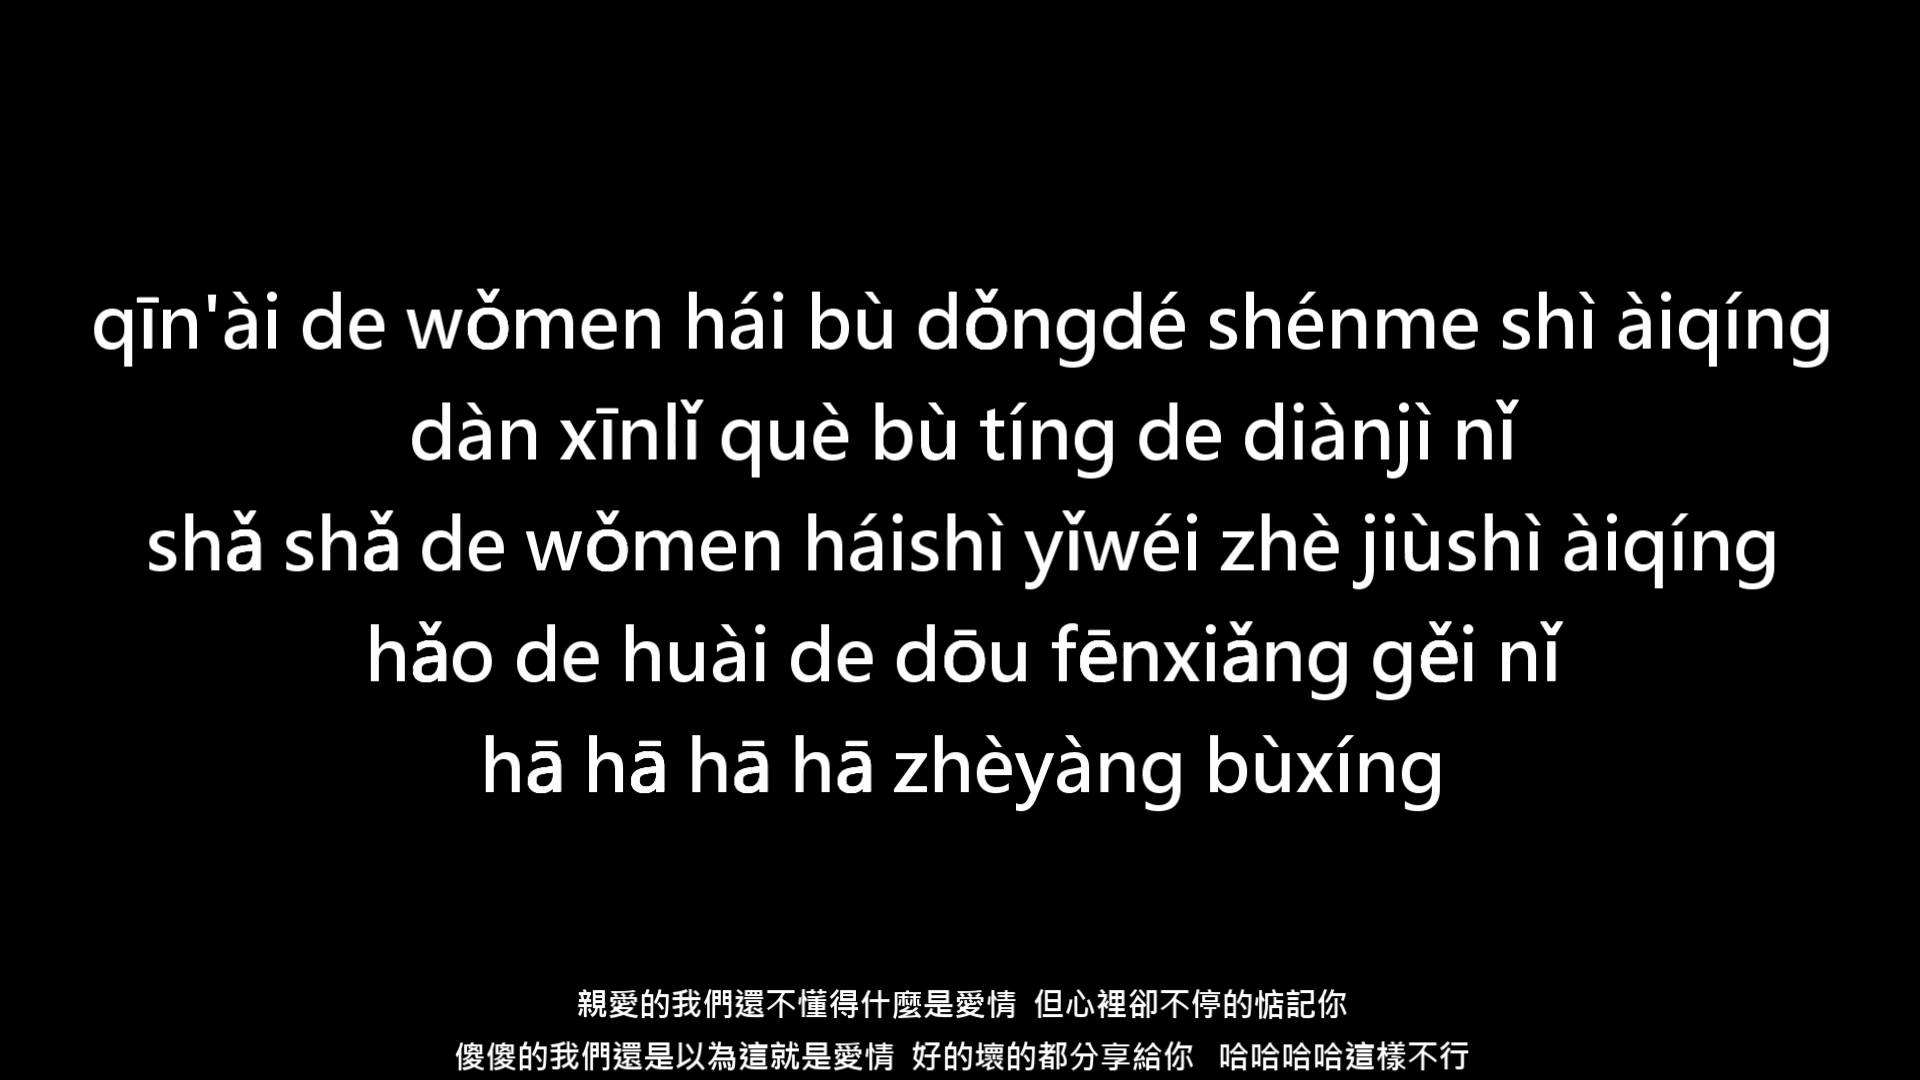 qīn'ài de wǒmen hái bù dǒngdé shénme shì àiqíng
dàn xīnlǐ què bù tíng de diànjì nǐ
shǎ shǎ de wǒmen háishì yǐwéi zhè jiùshì àiqíng
hǎo de huài de dōu fēnxiǎng gěi nǐ
hā hā hā hā zhèyàng bùxíng
親愛的我們還不懂得什麼是愛情 但心裡卻不停的惦記你
傻傻的我們還是以為這就是愛情 好的壞的都分享給你 哈哈哈哈這樣不行